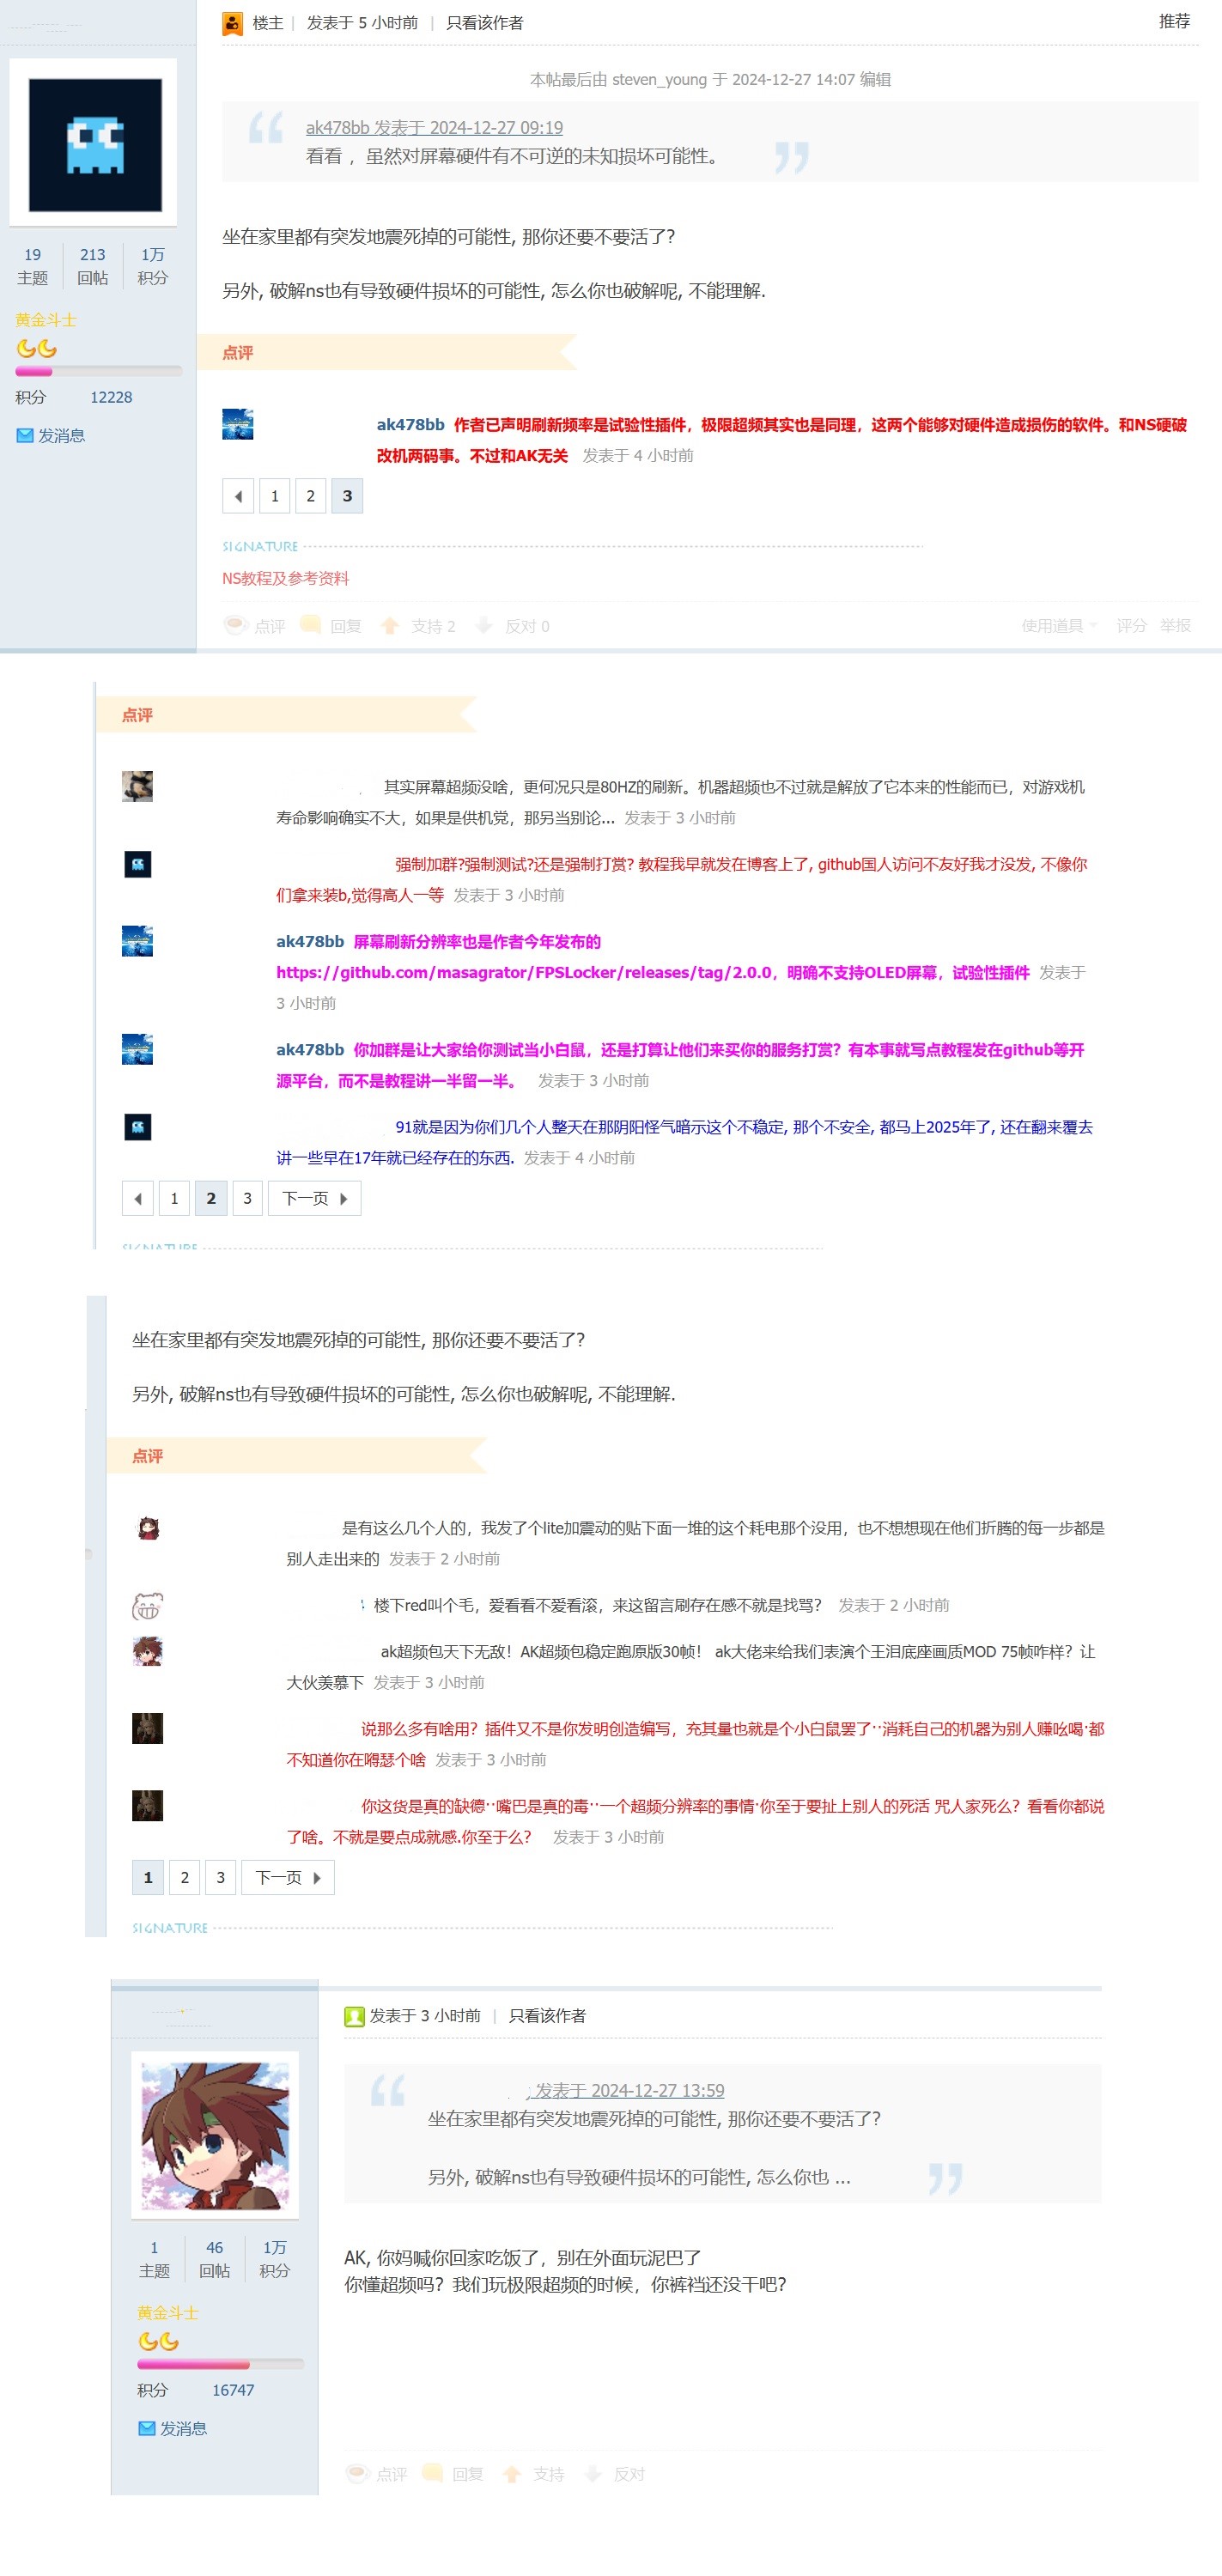 楼主 | 发表于 5 小时前 | 只看该作者
推荐
本帖最后由 steven_young 于 2024-12-27 14:07 编辑
ak478bb 发表于 2024-12-27 09:19
看看 ，虽然对屏幕硬件有不可逆的未知损坏可能性。
坐在家里都有突发地震死掉的可能性, 那你还要不要活了?
另外, 破解ns也有导致硬件损坏的可能性, 怎么你也破解呢, 不能理解.
19 213 1万
主题 回帖 积分
黄金斗士
积分 12228
发消息
点评
ak478bb 作者已声明刷新频率是试验性插件，极限超频其实也是同理，这两个能够对硬件造成损伤的软件。和NS硬破
改机两码事。不过和AK无关 发表于 4 小时前
1 2 3
SIGNATURE
NS教程及参考资料
点评 回复 支持 2 反对 0
使用道具 评分 举报
点评
其实屏幕超频没啥，更何况只是80HZ的刷新。机器超频也不过就是解放了它本来的性能而已，对游戏机
寿命影响确实不大，如果是供机党，那另当别论... 发表于 3 小时前
强制加群?强制测试?还是强制打赏? 教程我早就发在博客上了, github国人访问不友好我才没发, 不像你
们拿来装b,觉得高人一等 发表于 3 小时前
ak478bb 屏幕刷新分辨率也是作者今年发布的
https://github.com/masagrator/FPSLocker/releases/tag/2.0.0，明确不支持OLED屏幕，试验性插件 发表于
3 小时前
ak478bb 你加群是让大家给你测试当小白鼠，还是打算让他们来买你的服务打赏？有本事就写点教程发在github等开
源平台，而不是教程讲一半留一半。 发表于 3 小时前
91就是因为你们几个人整天在那阴阳怪气暗示这个不稳定, 那个不安全, 都马上2025年了, 还在翻来覆去
讲一些早在17年就已经存在的东西. 发表于 4 小时前
1 2 3 下一页
SIGNATURE
坐在家里都有突发地震死掉的可能性, 那你还要不要活了?
另外, 破解ns也有导致硬件损坏的可能性, 怎么你也破解呢, 不能理解.
点评
是有这么几个人的，我发了个lite加震动的贴下面一堆的这个耗电那个没用，也不想想现在他们折腾的每一步都是
别人走出来的 发表于 2 小时前
楼下red叫个毛，爱看看不爱看滚，来这留言刷存在感不就是找骂？ 发表于 2 小时前
ak超频包天下无敌！AK超频包稳定跑原版30帧！ ak大佬来给我们表演个王泪底座画质MOD 75帧咋样？让
大伙羡慕下 发表于 3 小时前
说那么多有啥用？插件又不是你发明创造编写，充其量也就是个小白鼠罢了··消耗自己的机器为别人赚吆喝·都
不知道你在嘚瑟个啥 发表于 3 小时前
你这货是真的缺德··嘴巴是真的毒··一个超频分辨率的事情·你至于要扯上别人的死活 咒人家死么？看看你都说
了啥。不就是要点成就感.你至于么？ 发表于 3 小时前
1 2 3 下一页
SIGNATURE
发表于 3 小时前 | 只看该作者
发表于 2024-12-27 13:59
坐在家里都有突发地震死掉的可能性, 那你还要不要活了?
另外, 破解ns也有导致硬件损坏的可能性, 怎么你也 ...
AK, 你妈喊你回家吃饭了，别在外面玩泥巴了
你懂超频吗？我们玩极限超频的时候，你裤裆还没干吧？
1 46 1万
主题 回帖 积分
黄金斗士
积分 16747
发消息
点评 回复 支持 反对